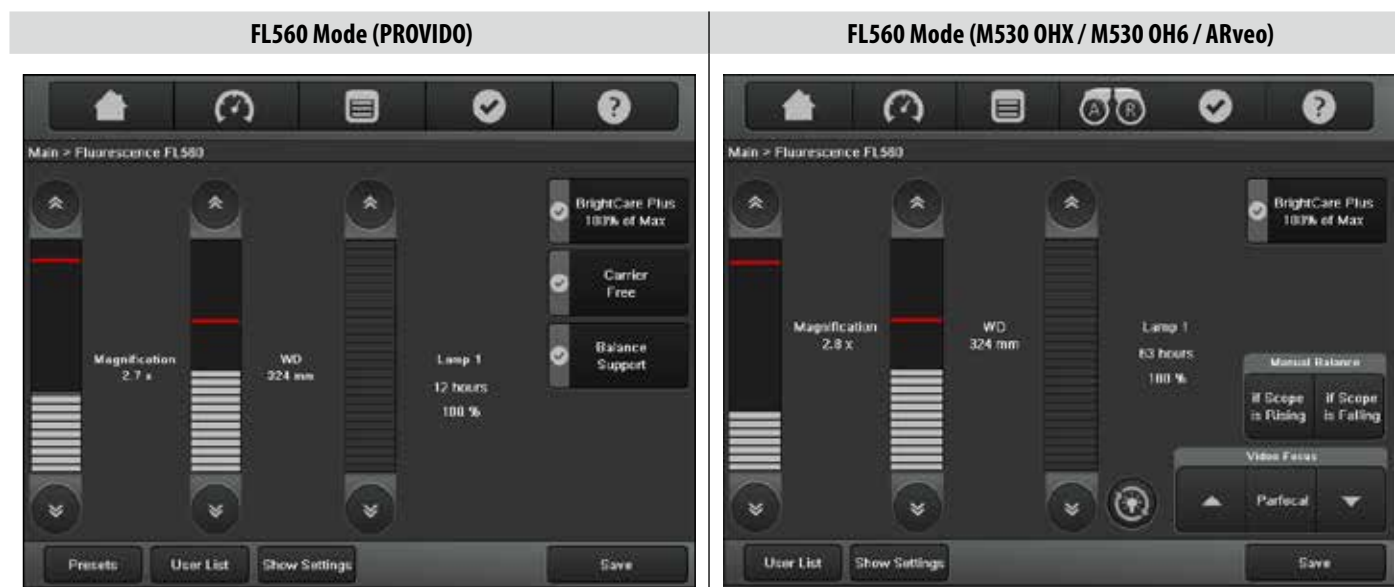 FL560 Mode (PROVIDO)
Main > Fluorescence FL560
Magnification
2.7 x
WD
324 mm
Lamp 1
12 hours
100 %
BrightCare Plus
100% of Max
Carrier
Free
Balance
Support
Presets
User List
Show Settings
Save
FL560 Mode (M530 OHX / M530 OH6 / ARveo)
A
R
?
Main > Fluorescence FL560
Magnification
2.8 x
WD
324 mm
Lamp 1
63 hours
100 %
BrightCare Plus
100% of Max
Manual Balance
if Scope
is Rising
if Scope
is Falling
Video Focus
Parfocal
User List
Show Settings
Save